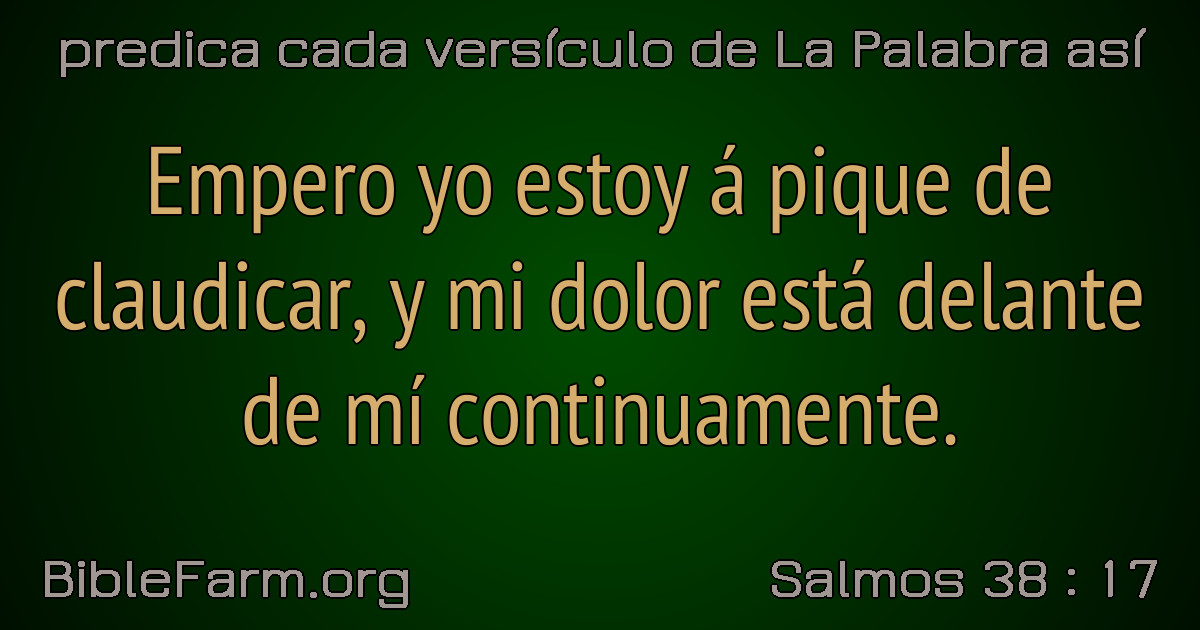 predica cada versículo de La Palabra así
Empero yo estoy á pique de
claudicar, y mi dolor está delante
de mí continuamente.
BibleFarm.org
Salmos 38 : 17